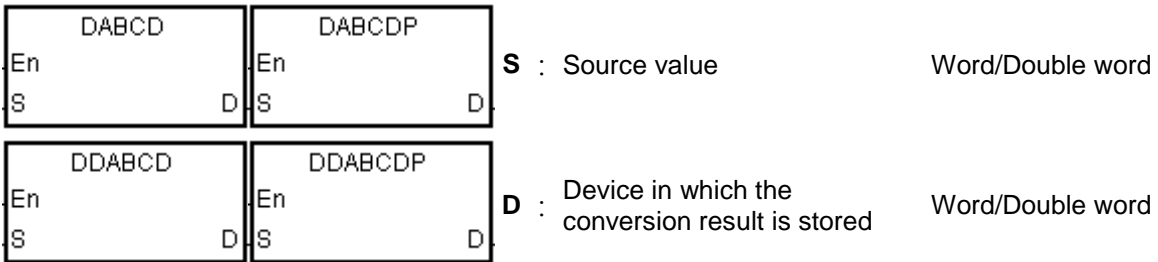 DABCD DABCDP
En En
S : Source value Word/Double word
S D S D
DDABCD DDABCDP
En En
D : Device in which the conversion result is stored Word/Double word
S D S D